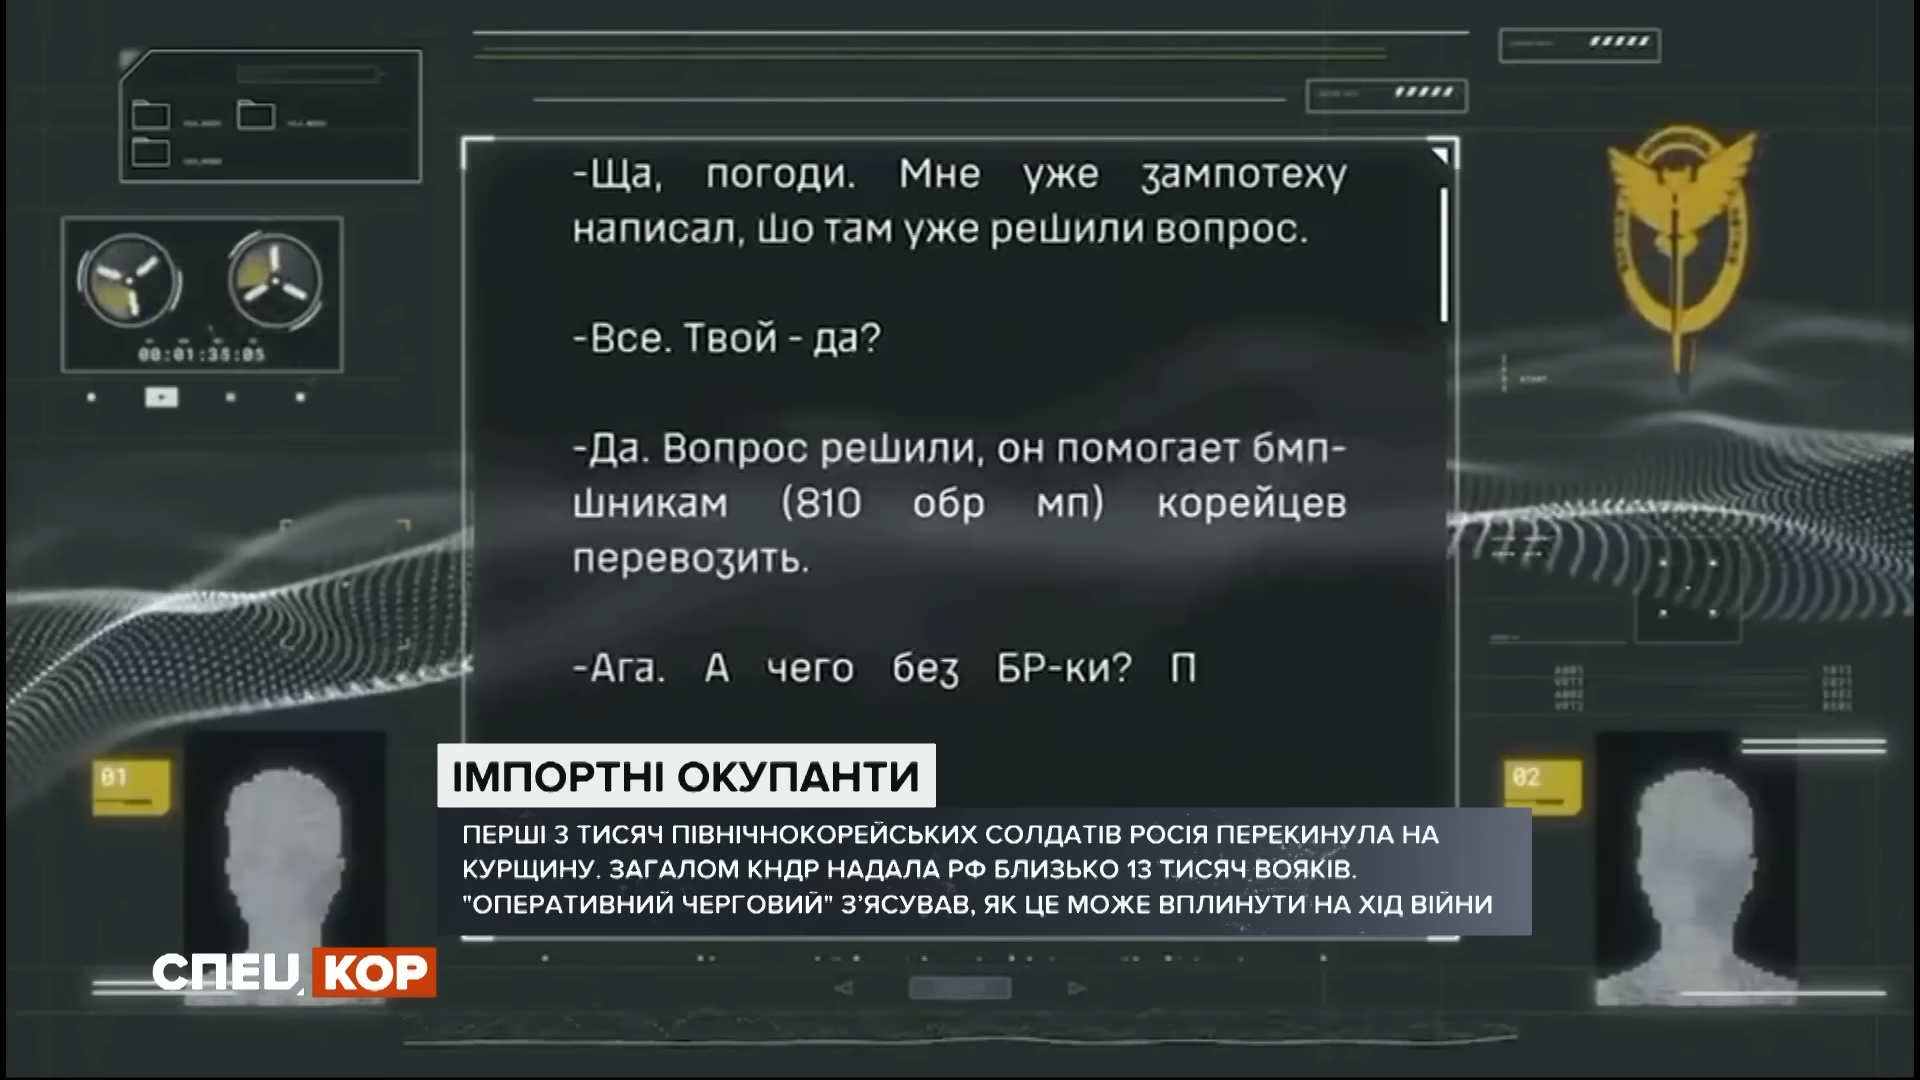 -Ща, погоди. Мне уже зампотеху
написал, шо там уже решили вопрос.
-Все. Твой - да?
-Да. Вопрос решили, он помогает бмп-
шникам (810 обр мп) корейцев
перевозить.
-Ага. А чего без БР-ки? П
00:01:35:05
START
01
02
ІМПОРТНІ ОКУПАНТИ
ПЕРШІ 3 ТИСЯЧ ПІВНІЧНОКОРЕЙСЬКИХ СОЛДАТІВ РОСІЯ ПЕРЕКИНУЛА НА
КУРЩИНУ. ЗАГАЛОМ КНДР НАДАЛА РФ БЛИЗЬКО 13 ТИСЯЧ ВОЯКІВ.
"ОПЕРАТИВНИЙ ЧЕРГОВИЙ" З'ЯСУВАВ, ЯК ЦЕ МОЖЕ ВПЛИНУТИ НА ХІД ВІЙНИ
СПЕЦКОР